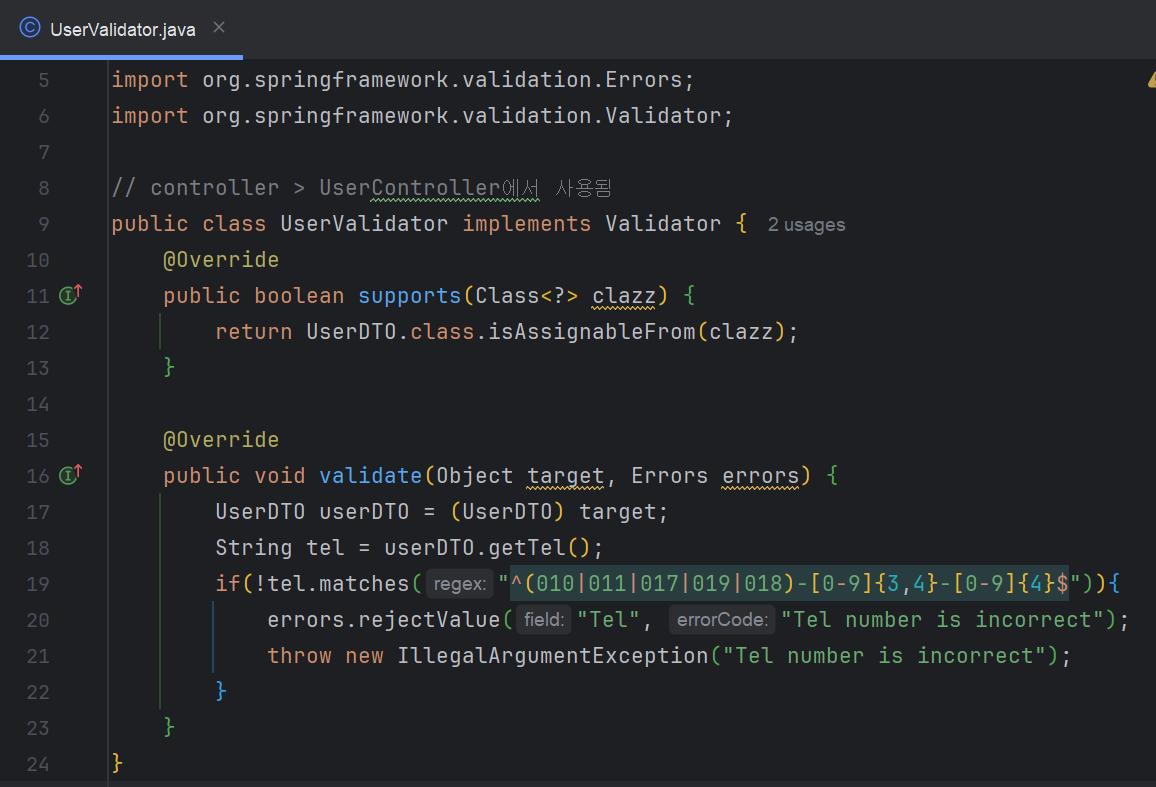 UserValidator.java
5 import org.springframework.validation.Errors;
6 import org.springframework.validation.Validator;
7
8 // controller > UserController에서 사용됨
9 public class UserValidator implements Validator { 2 usages
10 @Override
11 public boolean supports(Class<?> clazz) {
12 return UserDTO.class.isAssignableFrom(clazz);
13 }
14
15 @Override
16 public void validate(Object target, Errors errors) {
17 UserDTO userDTO = (UserDTO) target;
18 String tel = userDTO.getTel();
19 if(!tel.matches( regex: "^(010|011|017|019|018)-[0-9]{3,4}-[0-9]{4}$")){
20 errors.rejectValue( field: "Tel", errorCode: "Tel number is incorrect");
21 throw new IllegalArgumentException("Tel number is incorrect");
22 }
23 }
24 }